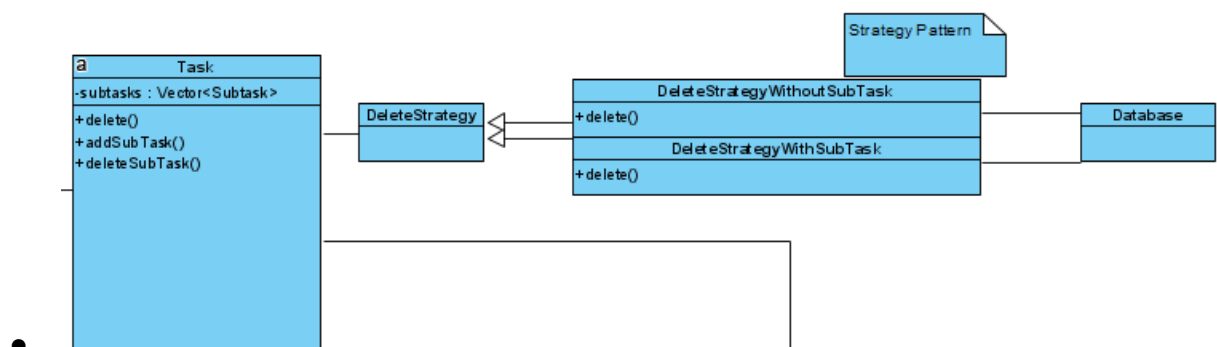 Strategy Pattern
a
Task
-subtasks : Vector<Subtask>
+delete()
+addSubTask()
+deleteSubTask()
DeleteStrategy
DeleteStrategyWithoutSubTask
+delete()
DeleteStrategyWithSubTask
+delete()
Database